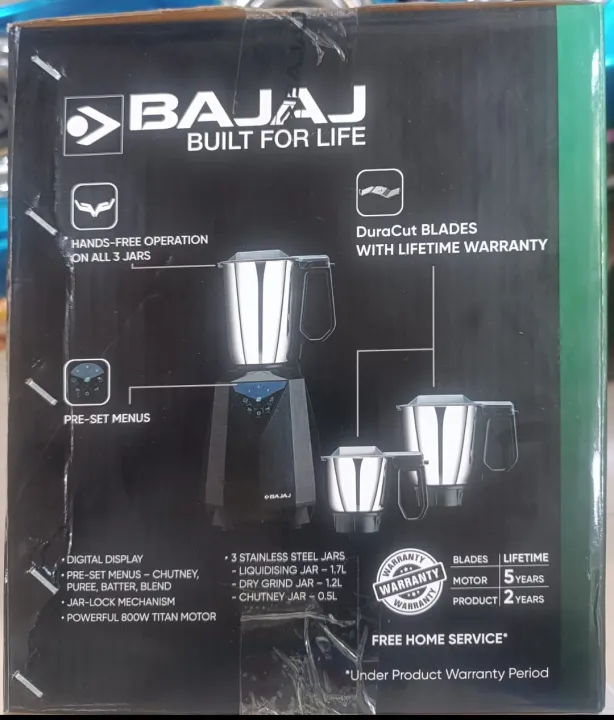 BAJAJ
BUILT FOR LIFE
HANDS-FREE OPERATION
ON ALL 3 JARS
DuraCut BLADES
WITH LIFETIME WARRANTY
PRE-SET MENUS
BAJAJ
• DIGITAL DISPLAY
• PRE-SET MENUS – CHUTNEY,
PUREE, BATTER, BLEND
• JAR-LOCK MECHANISM
• POWERFUL 800W TITAN MOTOR
• 3 STAINLESS STEEL JARS
- LIQUIDISING JAR – 1.7L
- DRY GRIND JAR – 1.2L
- CHUTNEY JAR – 0.5L
WARRANTY
WARRANTY
WARRANTY
BLADES LIFETIME
MOTOR 5 YEARS
PRODUCT 2 YEARS
FREE HOME SERVICE*
*Under Product Warranty Period